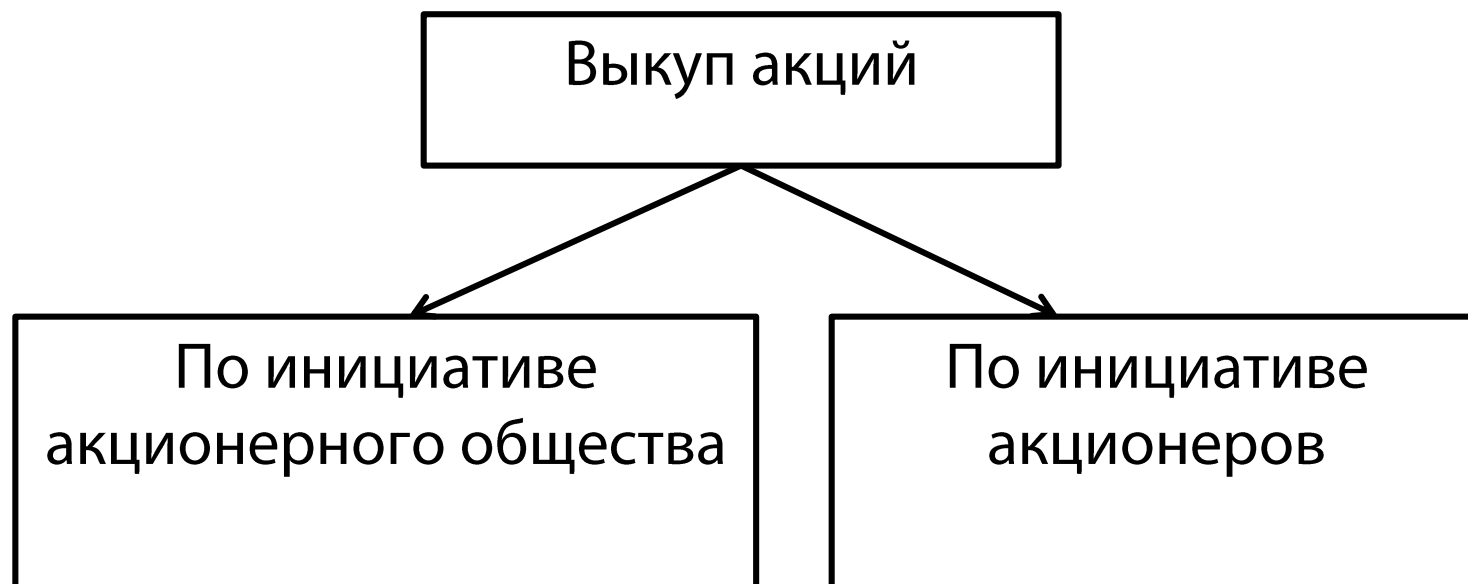 Выкуп акций
По инициативе
акционерного общества
По инициативе
акционеров